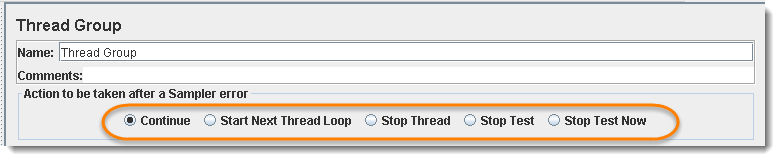 Thread Group
Name: Thread Group
Comments:
Action to be taken after a Sampler error
Continue Start Next Thread Loop Stop Thread Stop Test Stop Test Now